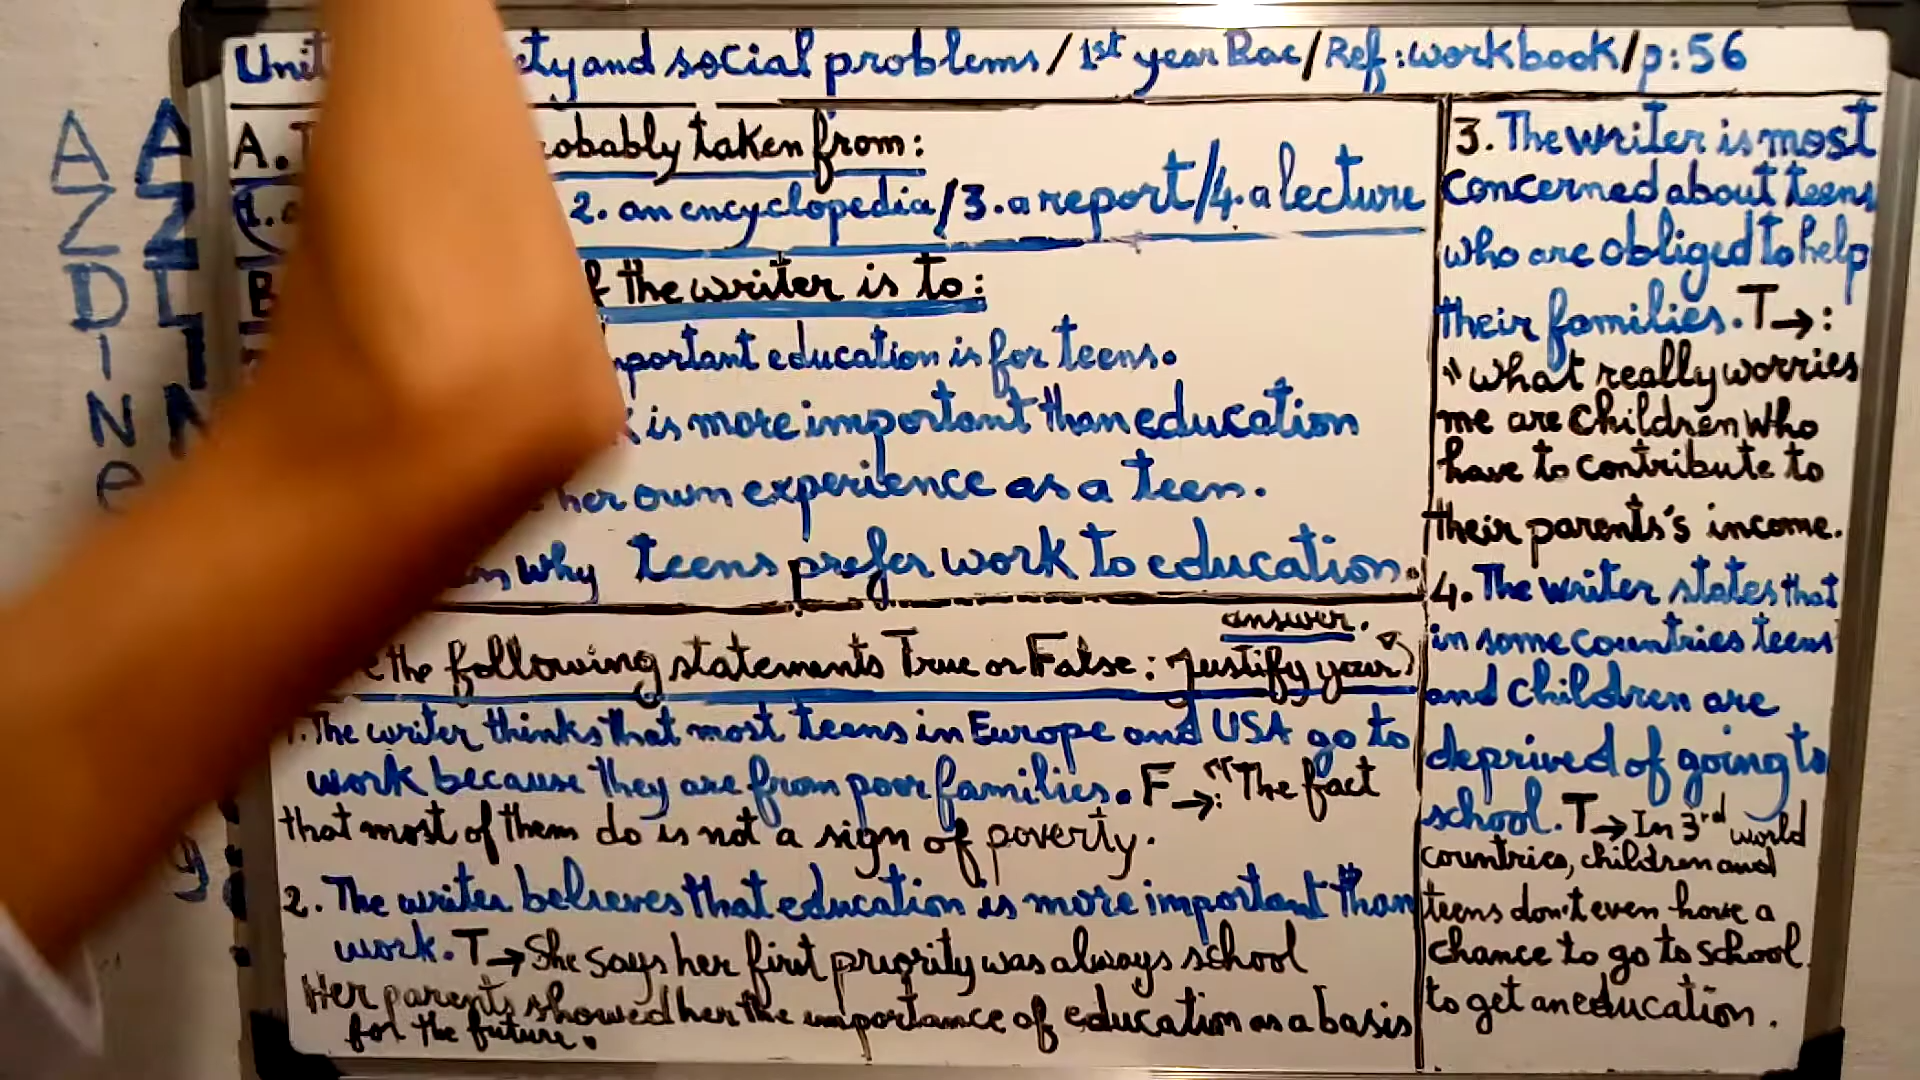 Unit ety and social problems / 1st year Bac / Ref : workbook / p : 56
A. obably taken from :
1. 2. an encyclopedia / 3. a report / 4. a lecture
B f the writer is to :
mportant education is for teens.
k is more important than education
her own experience as a teen.
why teens prefer work to education.
answer.
the following statements True or False : justify your
1. The writer thinks that most teens in Europe and USA go to
work because they are from poor families. F → : "The fact
that most of them do is not a sign of poverty.
2. The writer believes that education is more important than
work. T → She says her first priority was always school
Her parents showed her the importance of education as a basis
for the future.
3. The writer is most
concerned about teens
who are obliged to help
their families. T → :
"what really worries
me are children who
have to contribute to
their parents's income.
4. The writer states that
in some countries teens
and children are
deprived of going to
school. T → In 3rd world
countries, children and
teens don't even have a
chance to go to school
to get an education.
A Z D I N e
A Z